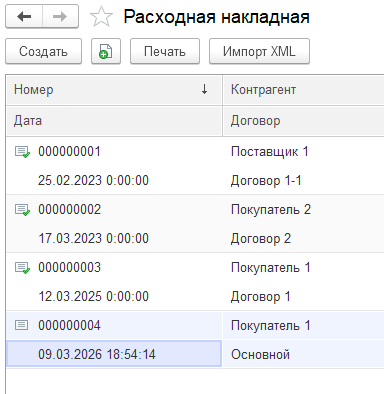 Расходная накладная
Создать Печать Импорт XML
Номер ↓ Контрагент
Дата Договор
000000001 Поставщик 1
25.02.2023 0:00:00 Договор 1-1
000000002 Покупатель 2
17.03.2023 0:00:00 Договор 2
000000003 Покупатель 1
12.03.2025 0:00:00 Договор 1
000000004 Покупатель 1
09.03.2026 18:54:14 Основной